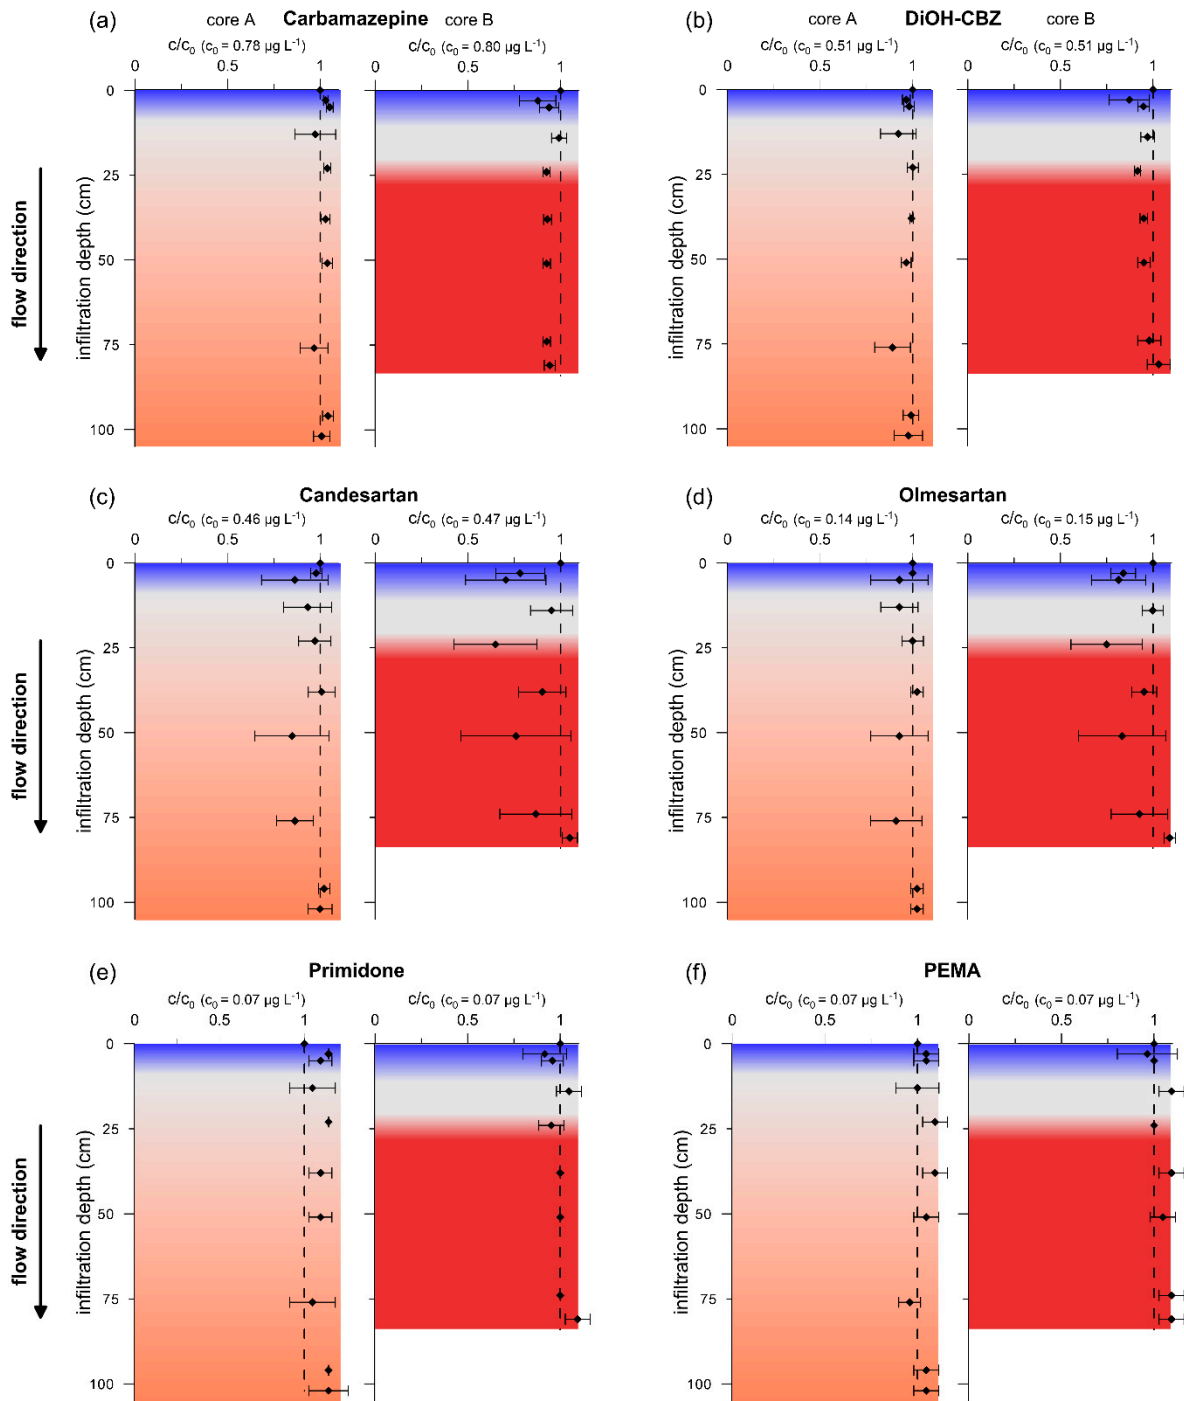 (a) core A Carbamazepine core B
c/c₀ (c₀ = 0.78 µg L⁻¹) c/c₀ (c₀ = 0.80 µg L⁻¹)
0 0.5 1 0 0.5 1
0
25
50
75
100
infiltration depth (cm)
flow direction
(b) core A DiOH-CBZ core B
c/c₀ (c₀ = 0.51 µg L⁻¹) c/c₀ (c₀ = 0.51 µg L⁻¹)
0 0.5 1 0 0.5 1
0
25
50
75
100
infiltration depth (cm)
(c) Candesartan
c/c₀ (c₀ = 0.46 µg L⁻¹) c/c₀ (c₀ = 0.47 µg L⁻¹)
0 0.5 1 0 0.5 1
0
25
50
75
100
infiltration depth (cm)
flow direction
(d) Olmesartan
c/c₀ (c₀ = 0.14 µg L⁻¹) c/c₀ (c₀ = 0.15 µg L⁻¹)
0 0.5 1 0 0.5 1
0
25
50
75
100
infiltration depth (cm)
(e) Primidone
c/c₀ (c₀ = 0.07 µg L⁻¹) c/c₀ (c₀ = 0.07 µg L⁻¹)
0 0.5 1 0 0.5 1
0
25
50
75
100
infiltration depth (cm)
flow direction
(f) PEMA
c/c₀ (c₀ = 0.07 µg L⁻¹) c/c₀ (c₀ = 0.07 µg L⁻¹)
0 0.5 1 0 0.5 1
0
25
50
75
100
infiltration depth (cm)